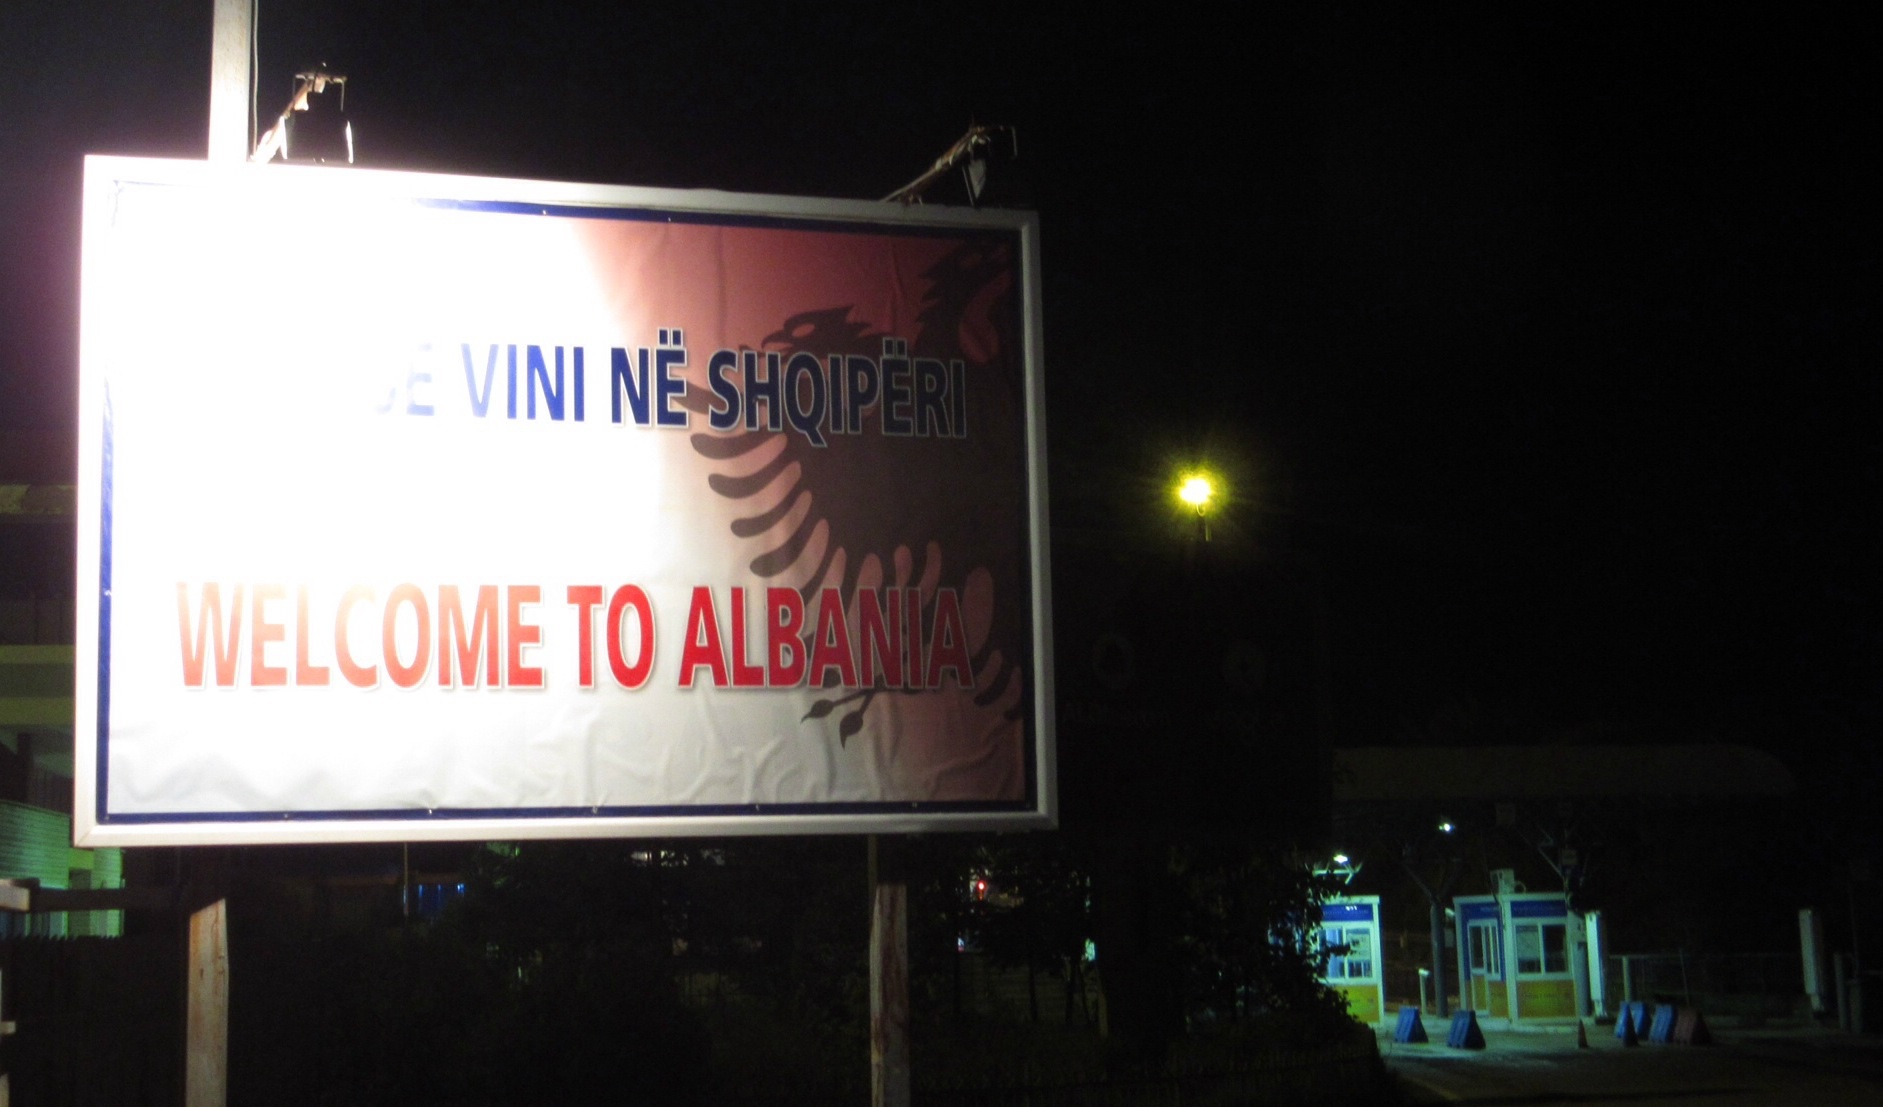 VINI NË SHQIPËRI
WELCOME TO ALBANIA